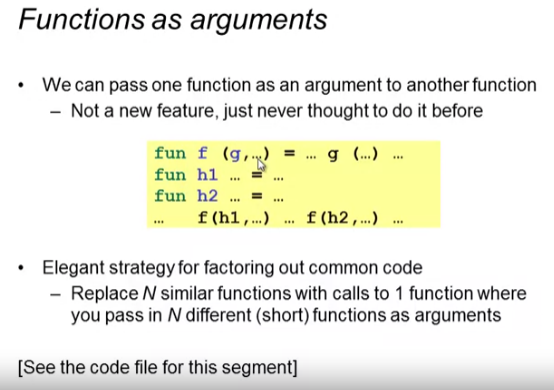 Functions as arguments
• We can pass one function as an argument to another function
– Not a new feature, just never thought to do it before
fun f (g,…) = … g (…) …
fun h1 … = …
fun h2 … = …
… f(h1,…) … f(h2,…) …
• Elegant strategy for factoring out common code
– Replace N similar functions with calls to 1 function where
you pass in N different (short) functions as arguments
[See the code file for this segment]